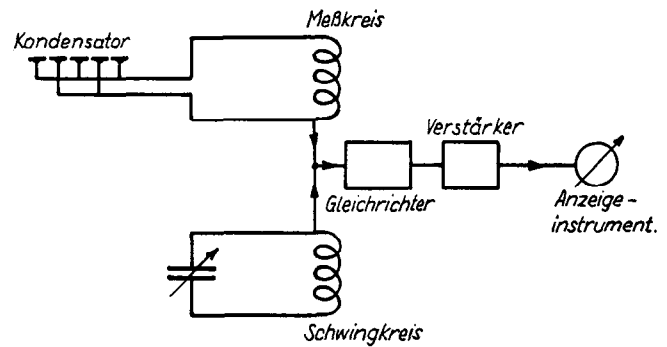 Meßkreis
Kondensator
Verstärker
Gleichrichter
Anzeige-
instrument.
Schwingkreis